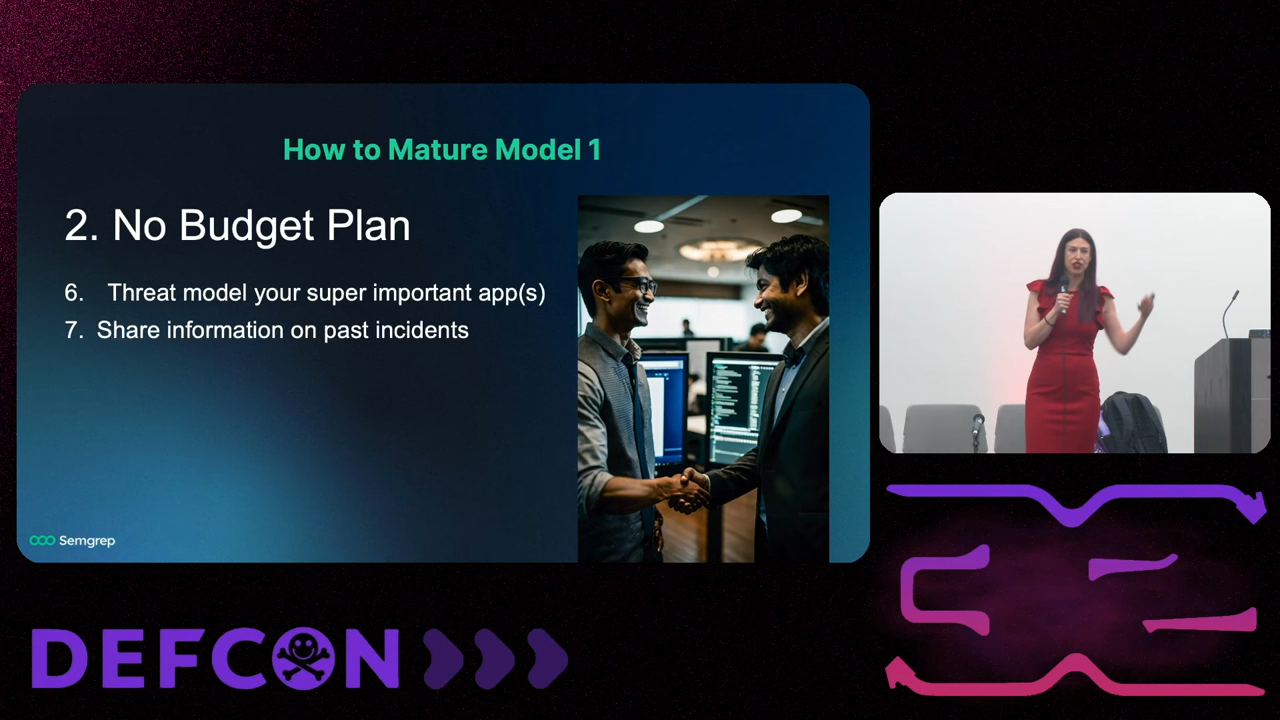 How to Mature Model 1
2. No Budget Plan
6. Threat model your super important app(s)
7. Share information on past incidents
Semgrep
DEFCON